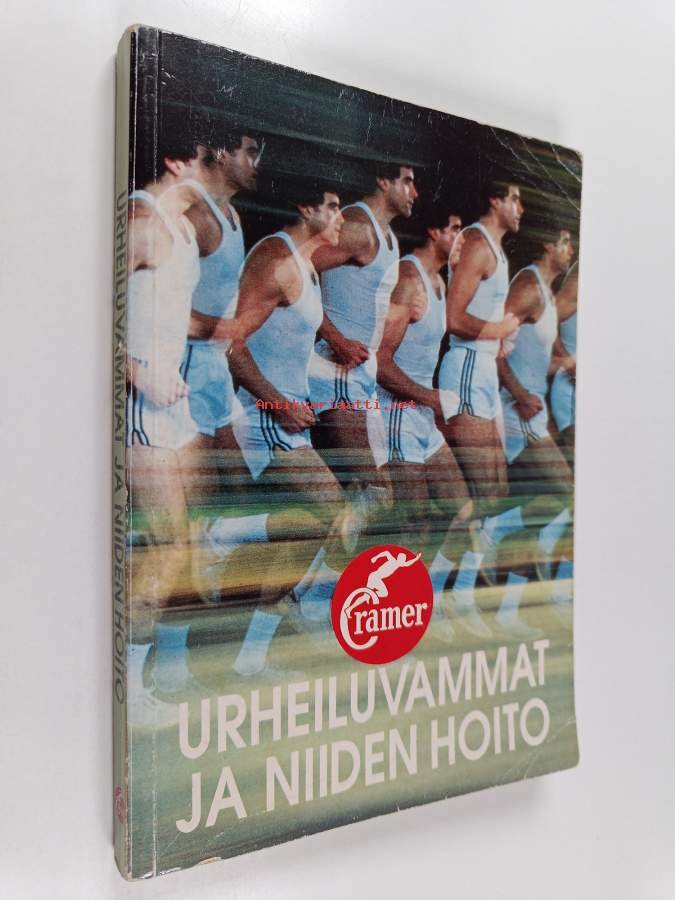 URHEILUVAMMAT JA NIIDEN HOITO
Antikvariaatti.net
Cramer
URHEILUVAMMAT
JA NIIDEN HOITO